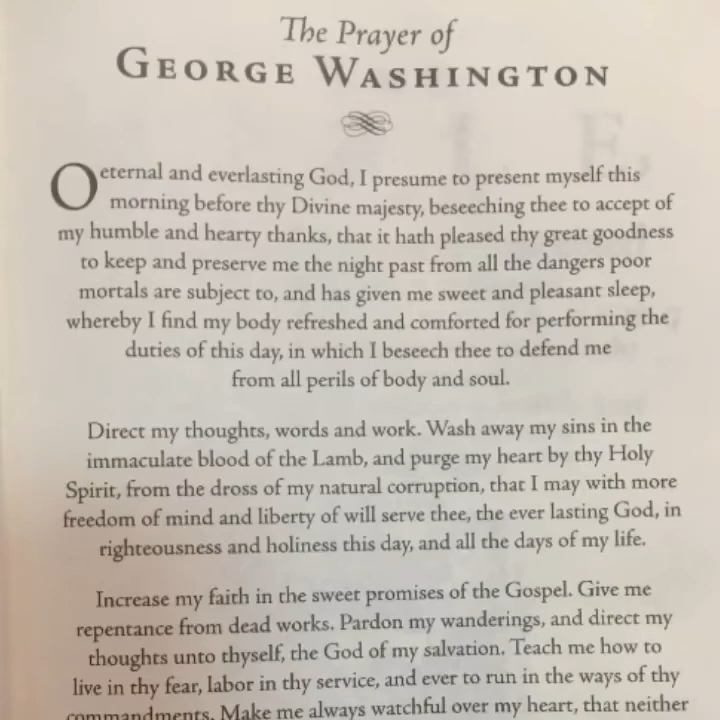 The Prayer of
GEORGE WASHINGTON
O eternal and everlasting God, I presume to present myself this
morning before thy Divine majesty, beseeching thee to accept of
my humble and hearty thanks, that it hath pleased thy great goodness
to keep and preserve me the night past from all the dangers poor
mortals are subject to, and has given me sweet and pleasant sleep,
whereby I find my body refreshed and comforted for performing the
duties of this day, in which I beseech thee to defend me
from all perils of body and soul.
Direct my thoughts, words and work. Wash away my sins in the
immaculate blood of the Lamb, and purge my heart by thy Holy
Spirit, from the dross of my natural corruption, that I may with more
freedom of mind and liberty of will serve thee, the ever lasting God, in
righteousness and holiness this day, and all the days of my life.
Increase my faith in the sweet promises of the Gospel. Give me
repentance from dead works. Pardon my wanderings, and direct my
thoughts unto thyself, the God of my salvation. Teach me how to
live in thy fear, labor in thy service, and ever to run in the ways of thy
commandments. Make me always watchful over my heart, that neither